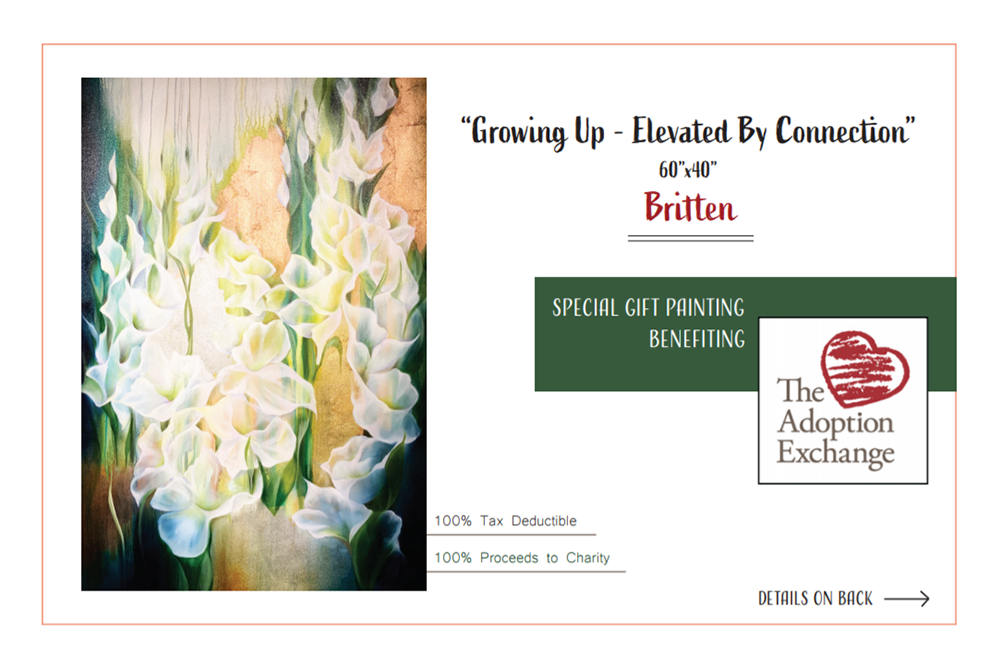 “Growing Up - Elevated By Connection”
60”x40”
Britten
SPECIAL GIFT PAINTING
BENEFITING
The
Adoption
Exchange
100% Tax Deductible
100% Proceeds to Charity
DETAILS ON BACK